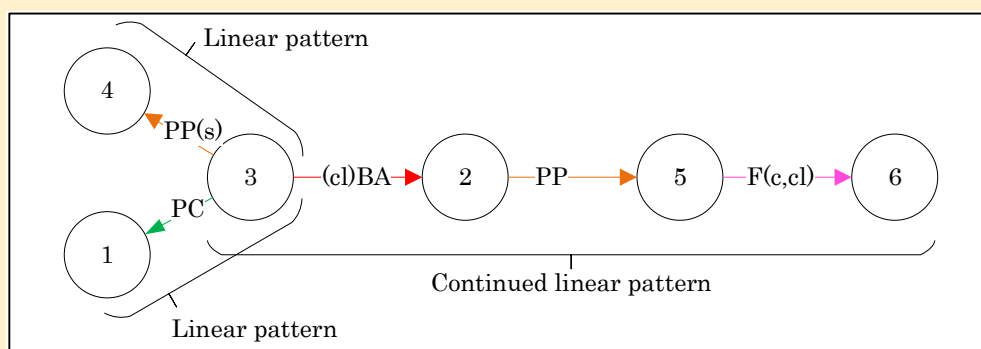 Linear pattern
4
PP(s)
3
(cl)BA
2
PP
5
F(c,cl)
6
PC
1
Continued linear pattern
Linear pattern